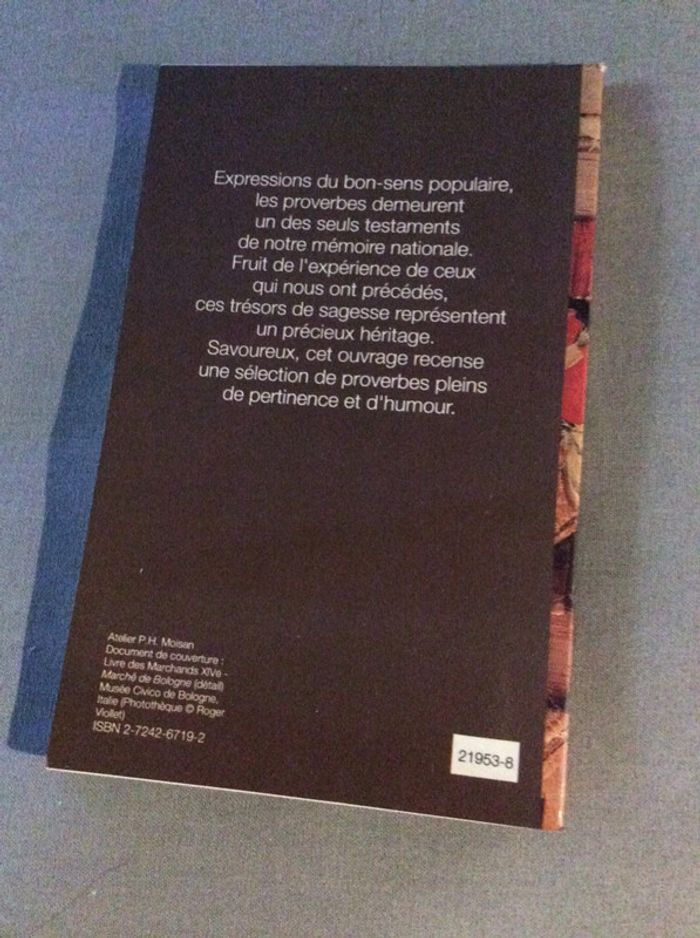 Expressions du bon-sens populaire,
les proverbes demeurent
un des seuls testaments
de notre mémoire nationale.
Fruit de l'expérience de ceux
qui nous ont précédés,
ces trésors de sagesse représentent
un précieux héritage.
Savoureux, cet ouvrage recense
une sélection de proverbes pleins
de pertinence et d'humour.
Atelier P.H. Moisan
Document de couverture :
Livre des Marchands XIVe -
Marché de Bologne (détail)
Musée Civico de Bologne,
Italie (Photothèque © Roger
Viollet)
ISBN 2-7242-6719-2
21953-8